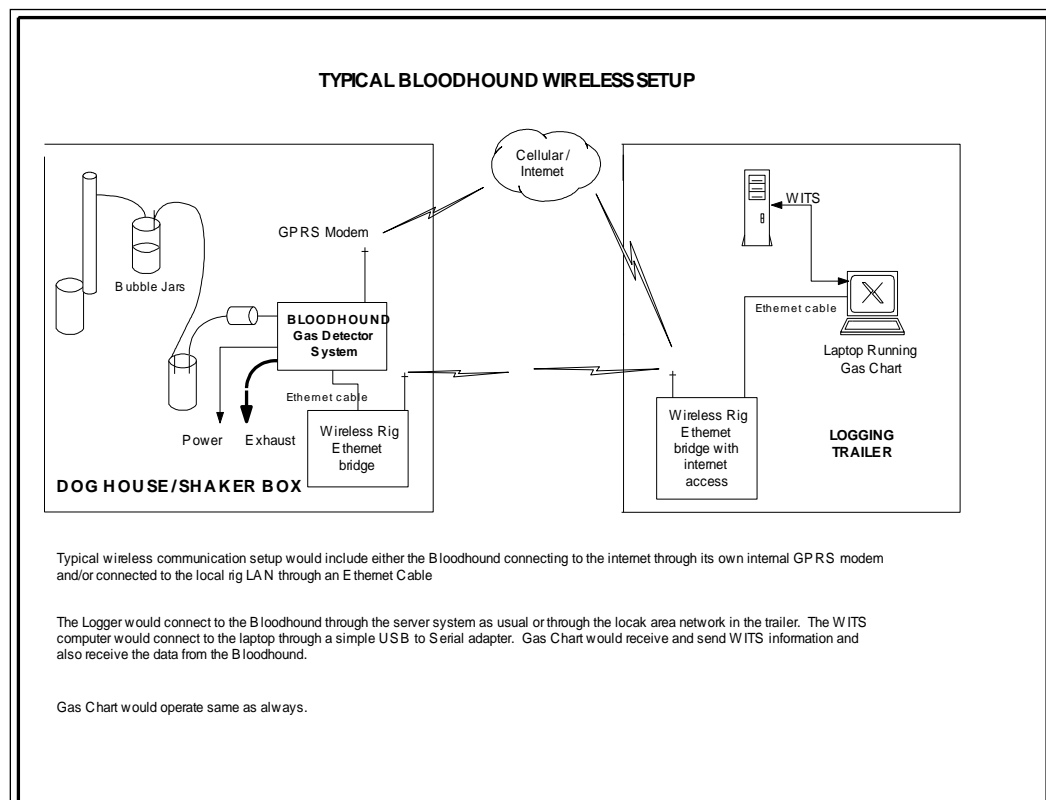 TYPICAL BLOODHOUND WIRELESS SETUP
Cellular /
Internet
GPRS Modem
Bubble Jars
BLOODHOUND
Gas Detector
System
Ethernet cable
Power
Exhaust
Wireless Rig
Ethernet
bridge
DOG HOUSE/SHAKER BOX
WITS
Ethernet cable
Laptop Running
Gas Chart
Wireless Rig
Ethernet
bridge with
internet
access
LOGGING
TRAILER
Typical wireless communication setup would include either the Bloodhound connecting to the internet through its own internal GPRS modem
and/or connected to the local rig LAN through an Ethernet Cable
The Logger would connect to the Bloodhound through the server system as usual or through the locak area network in the trailer. The WITS
computer would connect to the laptop through a simple USB to Serial adapter. Gas Chart would receive and send WITS information and
also receive the data from the Bloodhound.
Gas Chart would operate same as always.